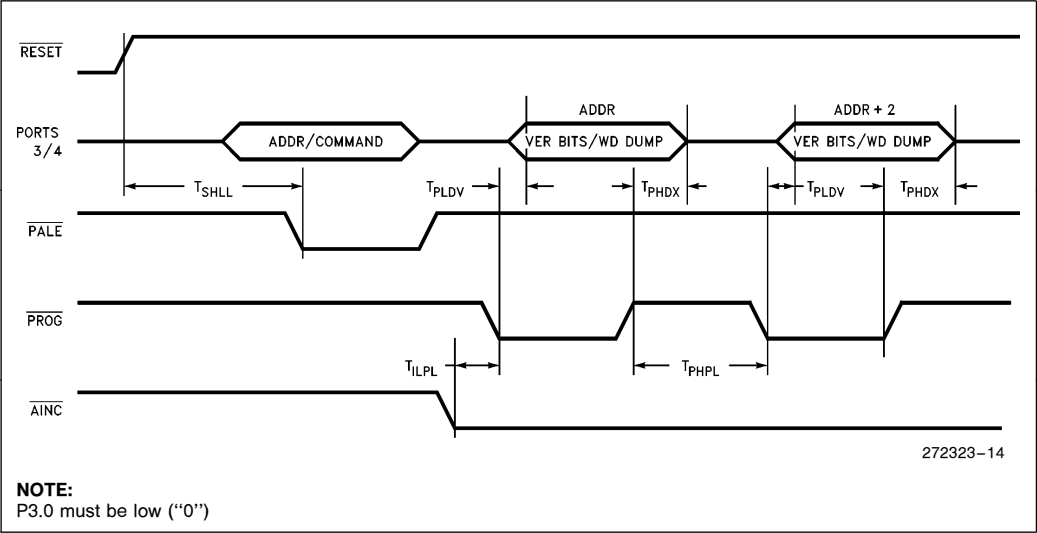 RESET
ADDR
ADDR + 2
PORTS
3/4
ADDR/COMMAND
VER BITS/WD DUMP
VER BITS/WD DUMP
TSHLL
TPLDV
TPHDX
TPLDV
TPHDX
PALE
PROG
TILPL
TPHPL
AINC
272323-14
NOTE:
P3.0 must be low (‘‘0’’)